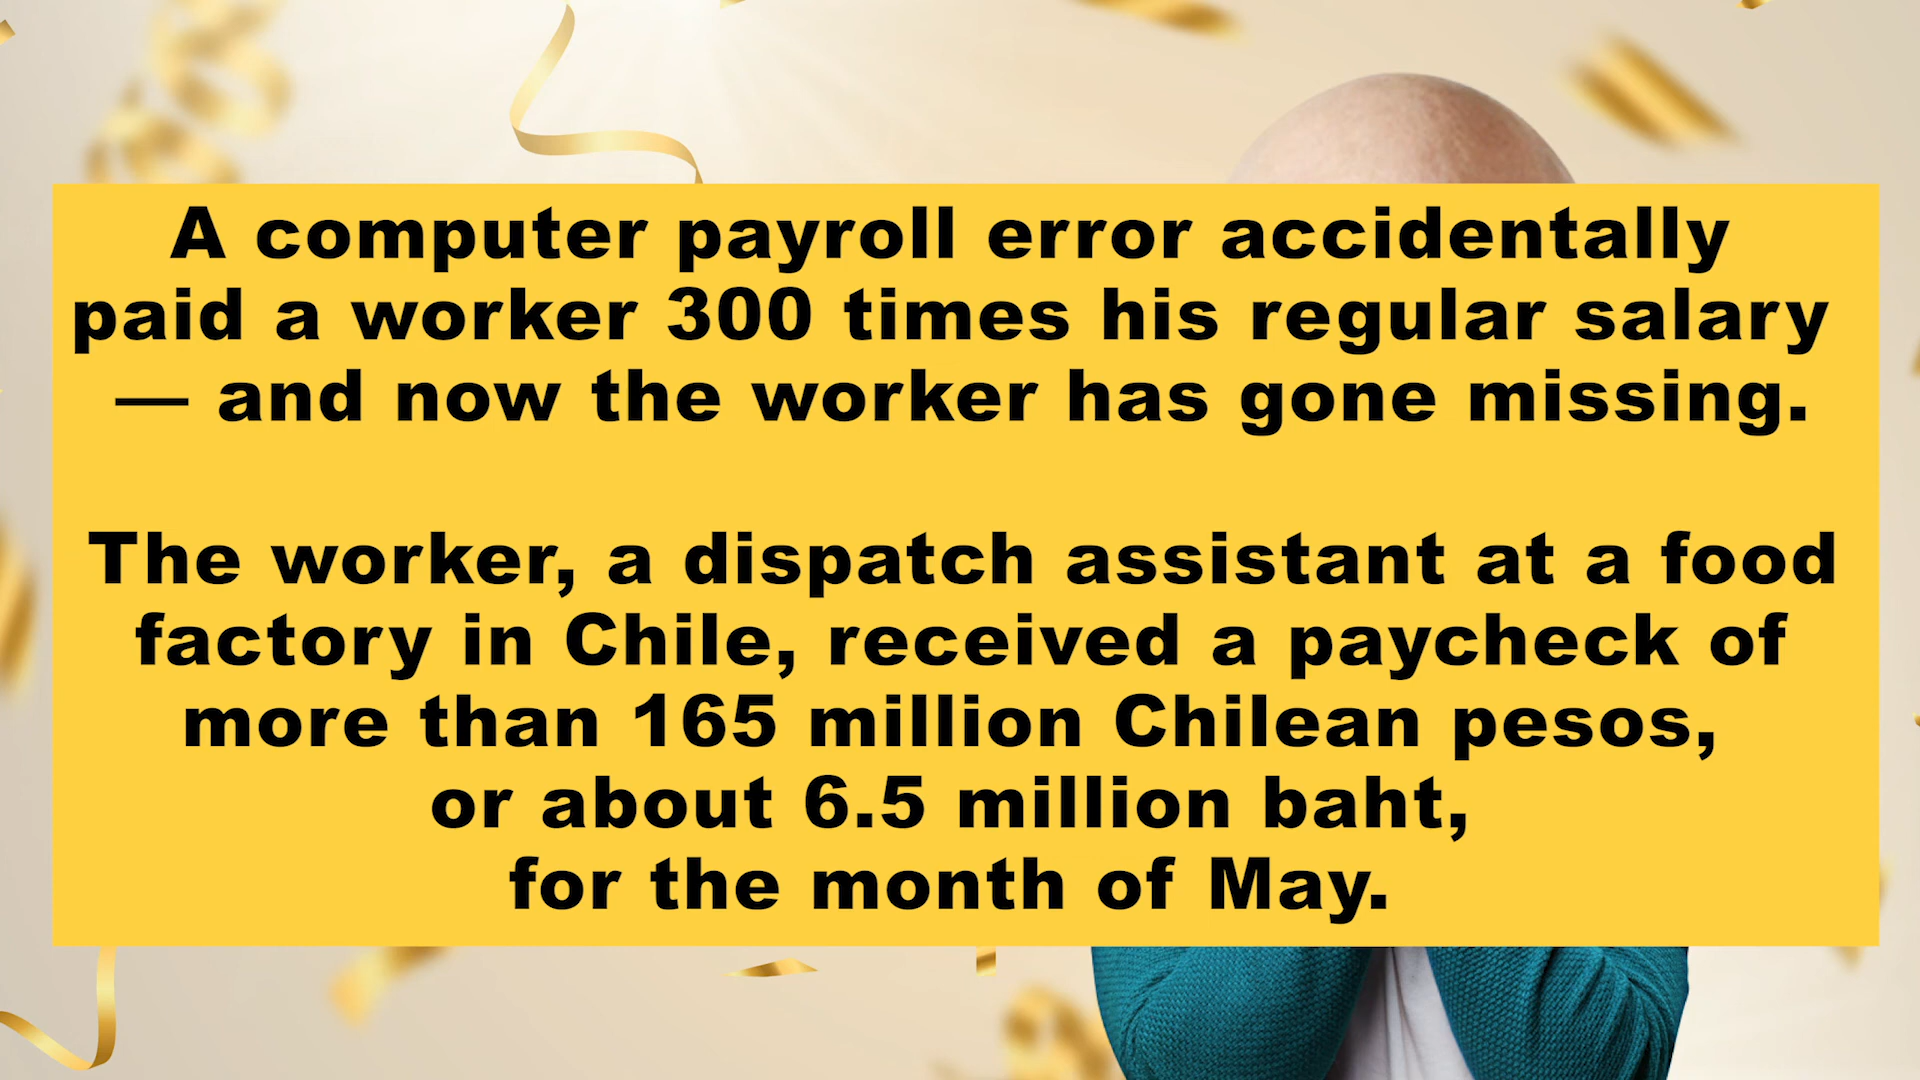 A computer payroll error accidentally
paid a worker 300 times his regular salary
— and now the worker has gone missing.
The worker, a dispatch assistant at a food
factory in Chile, received a paycheck of
more than 165 million Chilean pesos,
or about 6.5 million baht,
for the month of May.